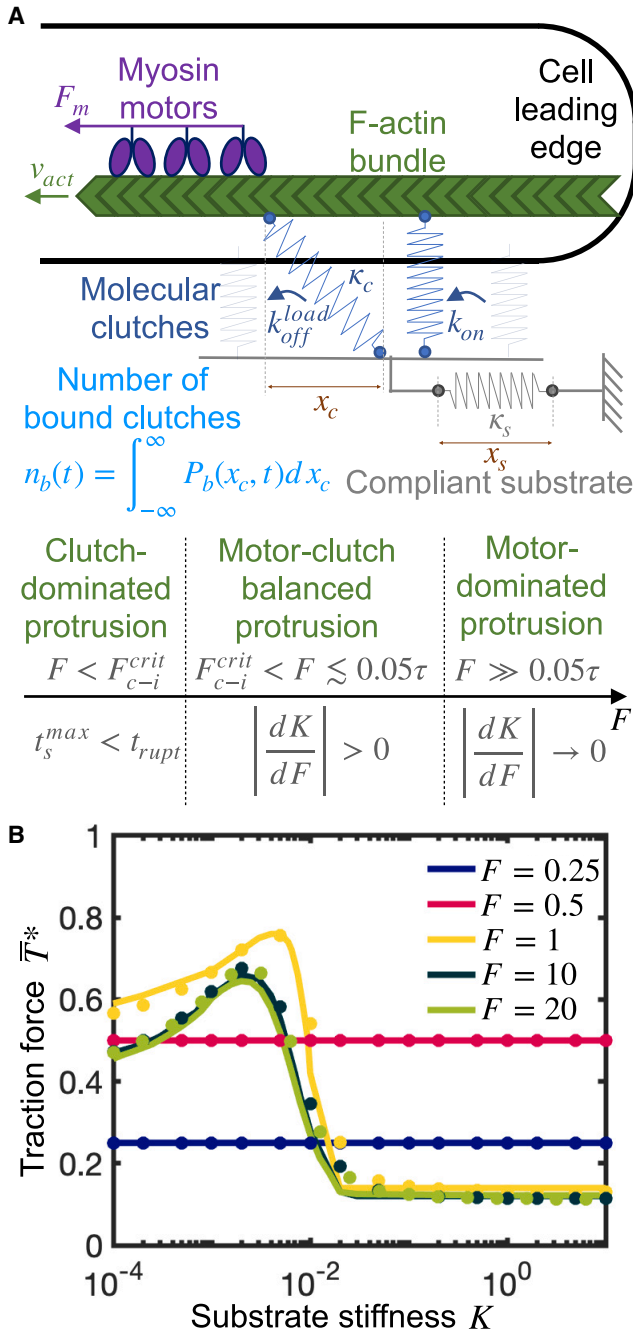 A
Myosin
motors
F_m
Cell
leading
edge
F-actin
bundle
v_act
Molecular
clutches
κ_c
k_off^load
k_on
Number of
bound clutches
x_c
κ_s
x_s
n_b(t) = ∫_{-∞}^{∞} P_b(x_c, t)d x_c
Compliant substrate
Clutch-
dominated
protrusion
Motor-clutch
balanced
protrusion
Motor-
dominated
protrusion
F < F_{c-i}^{crit}
F_{c-i}^{crit} < F ≲ 0.05τ
F ≫ 0.05τ
F
t_s^{max} < t_{rupt}
|dK/dF| > 0
|dK/dF| → 0
B
1
0.8
0.6
0.4
0.2
0
Traction force T̅*
F = 0.25
F = 0.5
F = 1
F = 10
F = 20
10^{-4}
10^{-2}
10^0
Substrate stiffness K